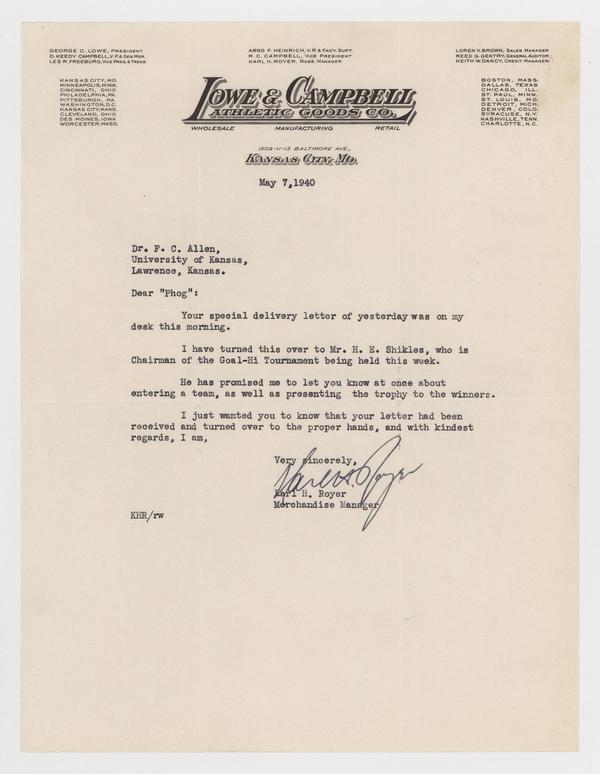 GEORGE C. LOWE, PRESIDENT
D. KEEDY CAMPBELL, V.P. & GEN. MGR.
LES R. FREEBURG, VICE PRES. & TREAS
ARNO F. HEINRICH, V.P. & FACY. SUPT.
R. C. CAMPBELL, VICE PRESIDENT
KARL H. ROYER, MDSE. MANAGER
LOREN V. BROWN, SALES MANAGER
REED G. GENTRY, GENERAL AUDITOR
KEITH W. DANCY, CREDIT MANAGER
KANSAS CITY, MO.
MINNEAPOLIS, MINN.
CINCINNATI, OHIO
PHILADELPHIA, PA.
PITTSBURGH, PA.
WASHINGTON, D.C.
KANSAS CITY, KANS.
CLEVELAND, OHIO
DES MOINES, IOWA
WORCESTER, MASS.
LOWE & CAMPBELL
ATHLETIC GOODS CO.
WHOLESALE MANUFACTURING RETAIL
BOSTON, MASS.
DALLAS, TEXAS
CHICAGO, ILL.
ST. PAUL, MINN.
ST. LOUIS, MO.
DETROIT, MICH.
DENVER, COLO.
SYRACUSE, N.Y.
NASHVILLE, TENN.
CHARLOTTE, N.C.
1509-11-13 BALTIMORE AVE.,
KANSAS CITY, MO.
May 7,1940
Dr. F. C. Allen,
University of Kansas,
Lawrence, Kansas.
Dear "Phog":
Your special delivery letter of yesterday was on my
desk this morning.
I have turned this over to Mr. H. E. Shikles, who is
Chairman of the Goal-Hi Tournament being held this week.
He has promised me to let you know at once about
entering a team, as well as presenting the trophy to the winners.
I just wanted you to know that your letter had been
received and turned over to the proper hands, and with kindest
regards, I am,
Very sincerely,
Karl H. Royer
Karl H. Royer
Merchandise Manager
KHR/rw